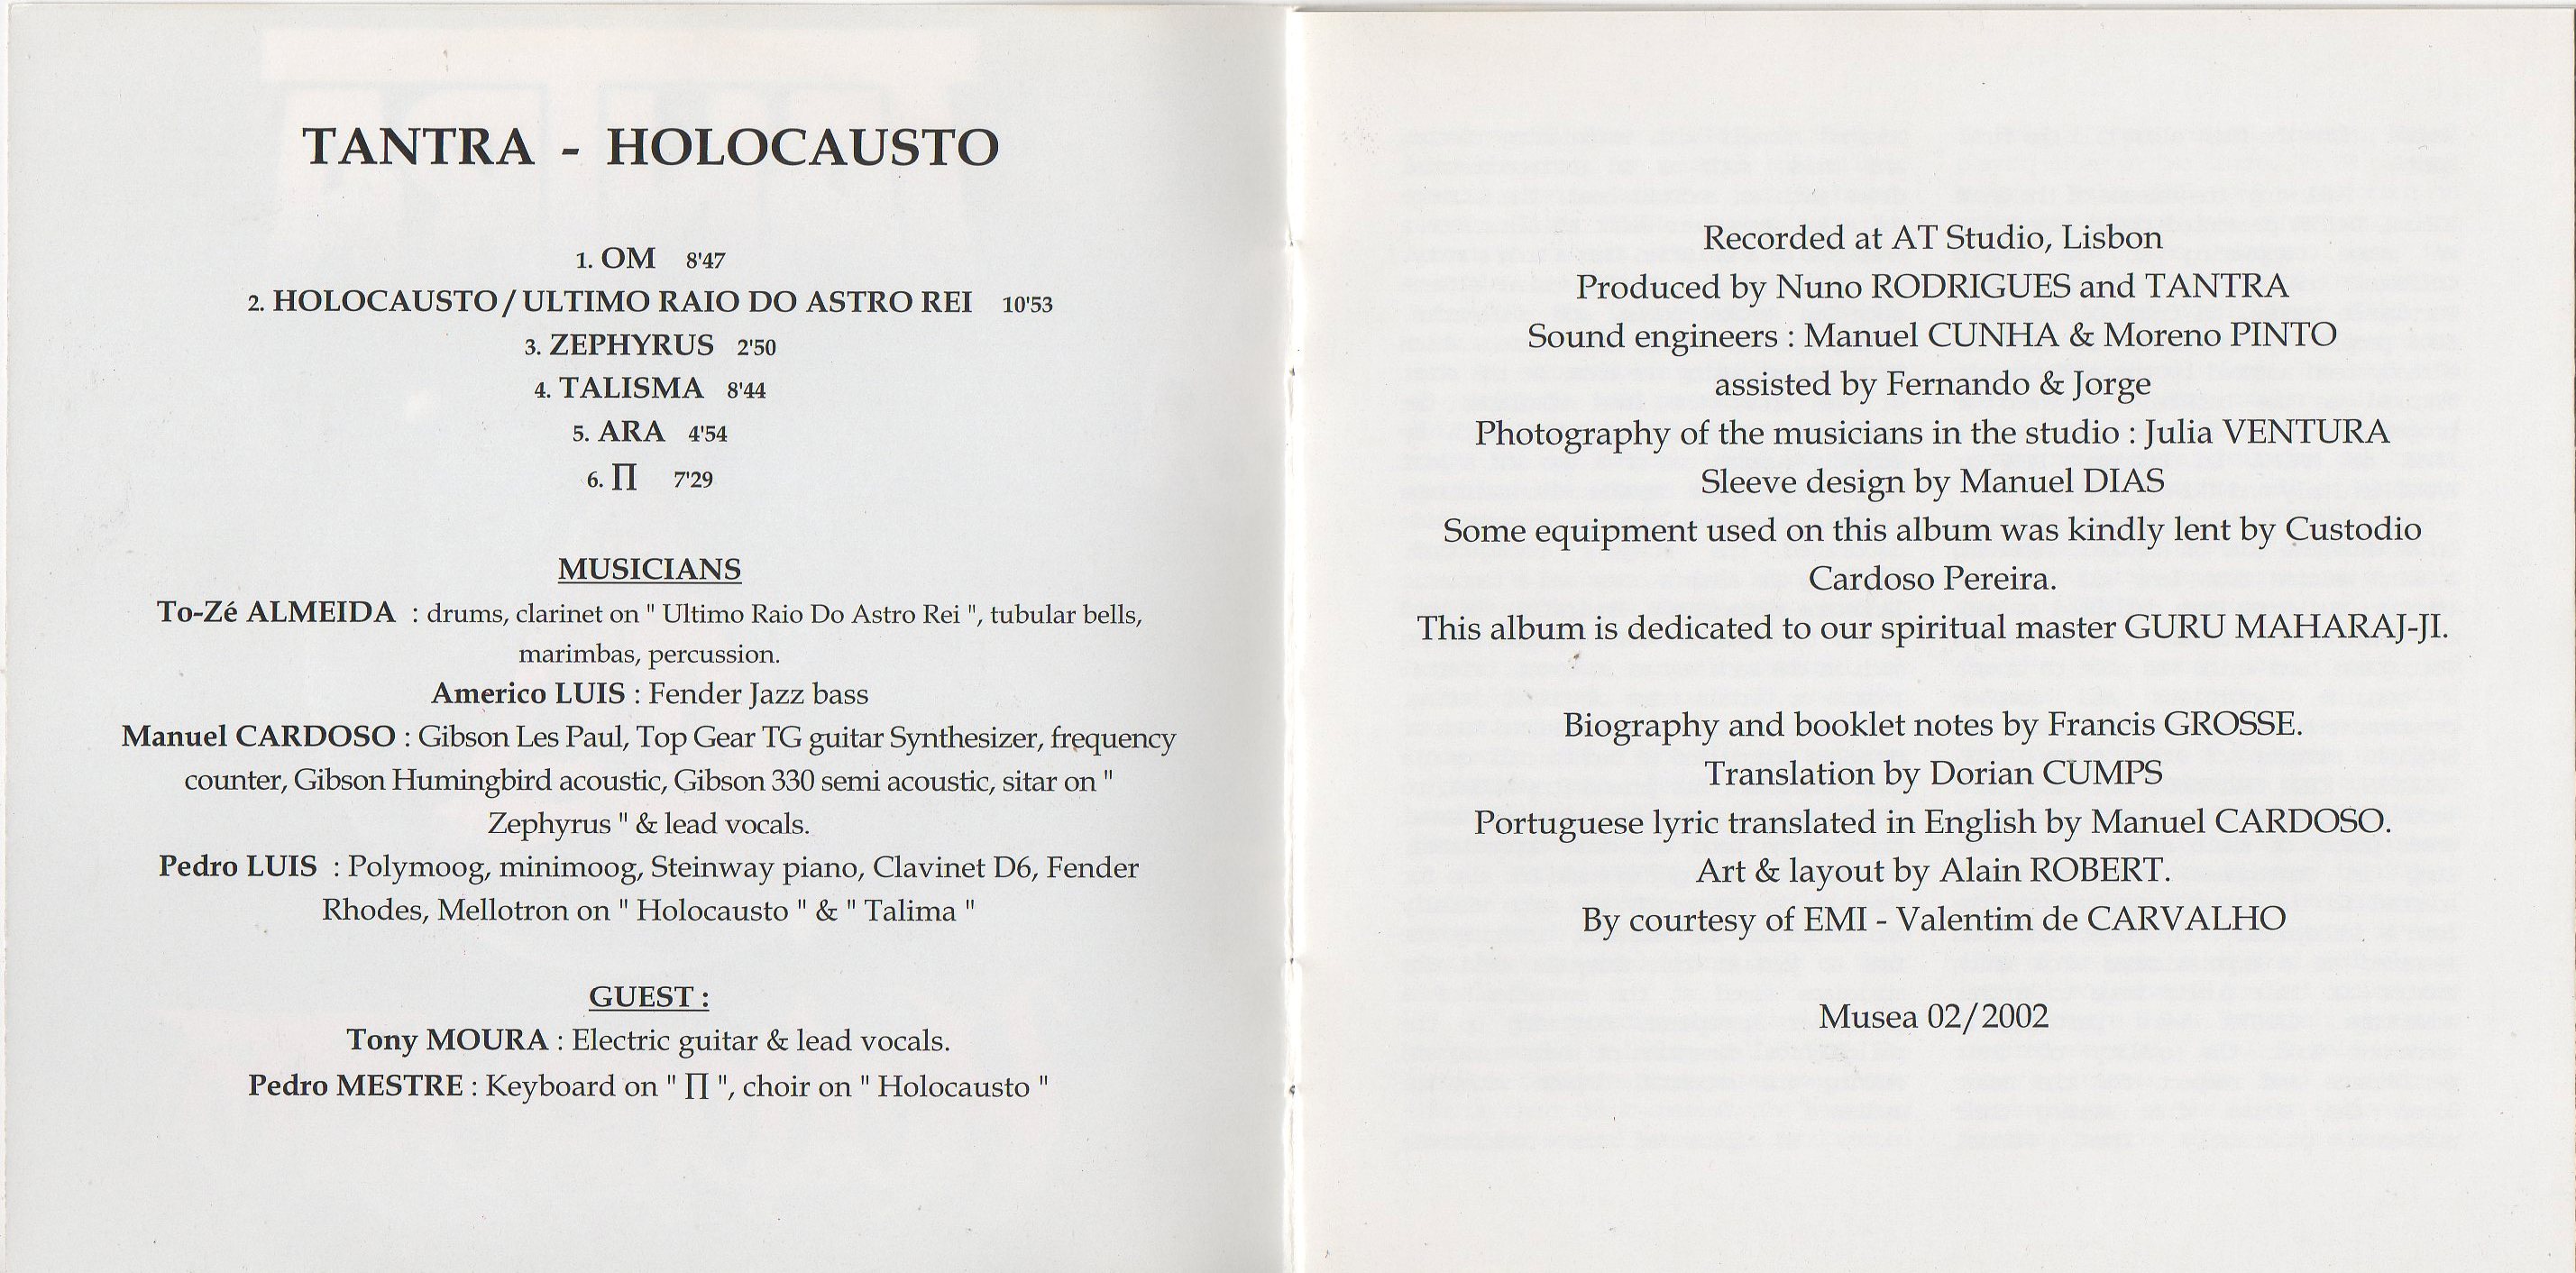 TANTRA - HOLOCAUSTO
1. OM 8'47
2. HOLOCAUSTO / ULTIMO RAIO DO ASTRO REI 10'53
3. ZEPHYRUS 2'50
4. TALISMA 8'44
5. ARA 4'54
6. Π 7'29
MUSICIANS
To-Zé ALMEIDA : drums, clarinet on " Ultimo Raio Do Astro Rei ", tubular bells,
marimbas, percussion.
Americo LUIS : Fender Jazz bass
Manuel CARDOSO : Gibson Les Paul, Top Gear TG guitar Synthesizer, frequency
counter, Gibson Humingbird acoustic, Gibson 330 semi acoustic, sitar on "
Zephyrus " & lead vocals.
Pedro LUIS : Polymoog, minimoog, Steinway piano, Clavinet D6, Fender
Rhodes, Mellotron on " Holocausto " & " Talima "
GUEST :
Tony MOURA : Electric guitar & lead vocals.
Pedro MESTRE : Keyboard on " Π ", choir on " Holocausto "
Recorded at AT Studio, Lisbon
Produced by Nuno RODRIGUES and TANTRA
Sound engineers : Manuel CUNHA & Moreno PINTO
assisted by Fernando & Jorge
Photography of the musicians in the studio : Julia VENTURA
Sleeve design by Manuel DIAS
Some equipment used on this album was kindly lent by Custodio
Cardoso Pereira.
This album is dedicated to our spiritual master GURU MAHARAJ-JI.
Biography and booklet notes by Francis GROSSE.
Translation by Dorian CUMPS
Portuguese lyric translated in English by Manuel CARDOSO.
Art & layout by Alain ROBERT.
By courtesy of EMI - Valentim de CARVALHO
Musea 02/2002